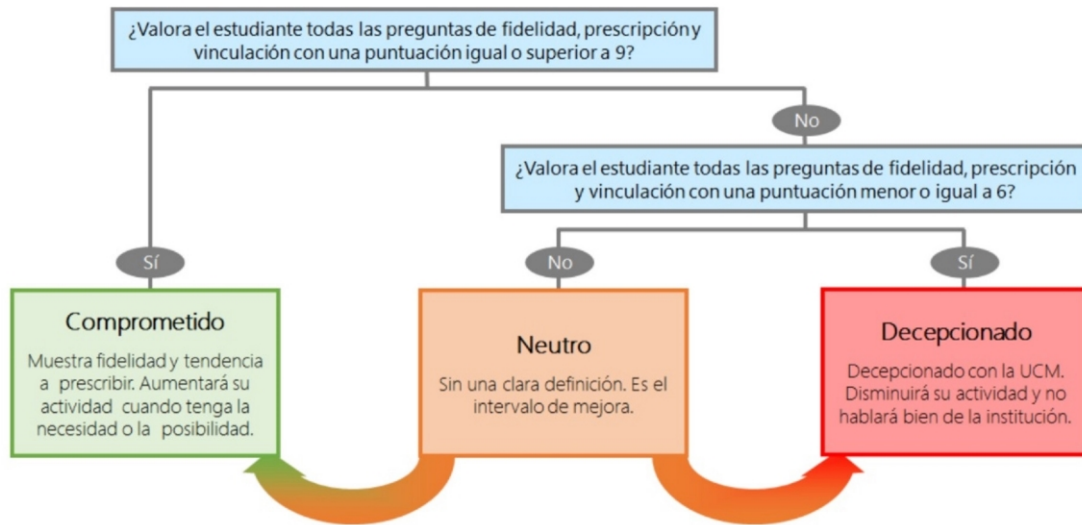 ¿Valora el estudiante todas las preguntas de fidelidad, prescripción y
vinculación con una puntuación igual o superior a 9?
No
¿Valora el estudiante todas las preguntas de fidelidad, prescripción
y vinculación con una puntuación menor o igual a 6?
Sí
No
Sí
Comprometido
Muestra fidelidad y tendencia
a prescribir. Aumentará su
actividad cuando tenga la
necesidad o la posibilidad.
Neutro
Sin una clara definición. Es el
intervalo de mejora.
Decepcionado
Decepcionado con la UCM.
Disminuirá su actividad y no
hablará bien de la institución.